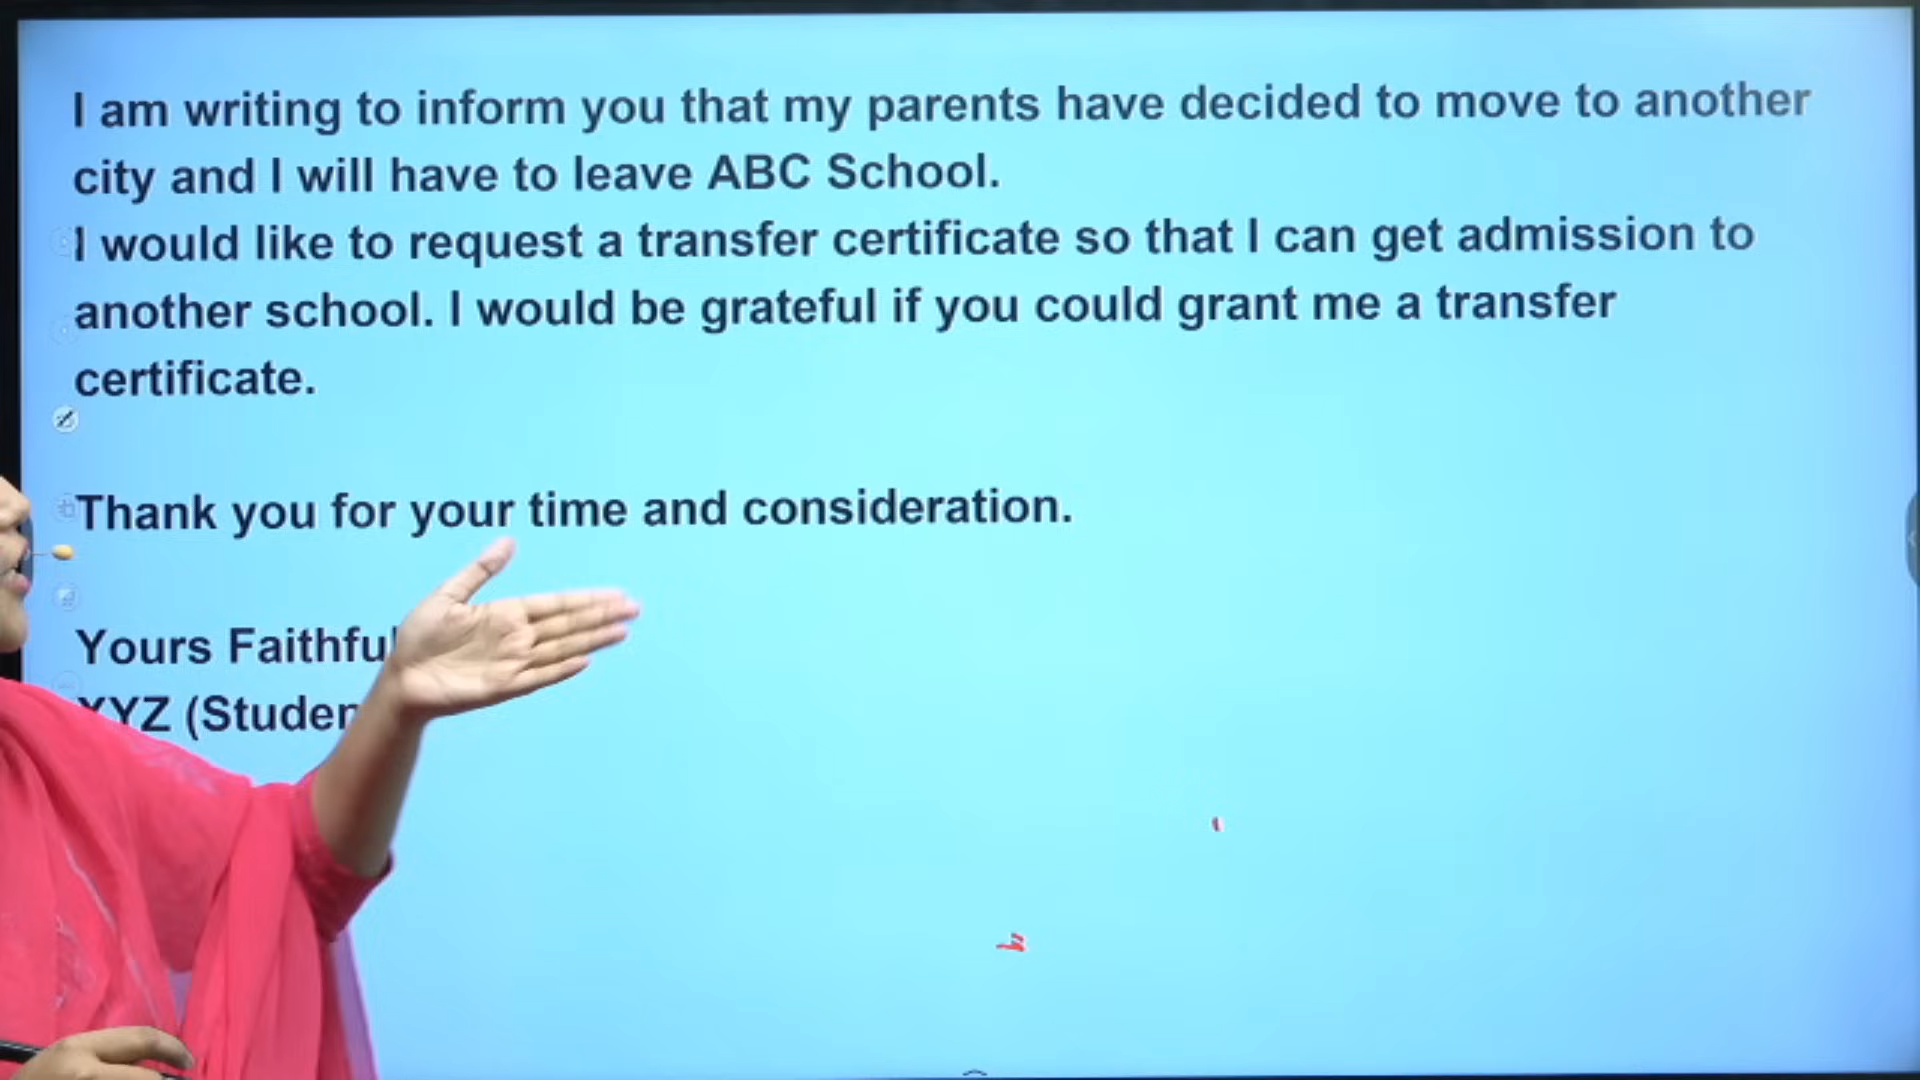 I am writing to inform you that my parents have decided to move to another
city and I will have to leave ABC School.
I would like to request a transfer certificate so that I can get admission to
another school. I would be grateful if you could grant me a transfer
certificate.
Thank you for your time and consideration.
Yours
XYZ